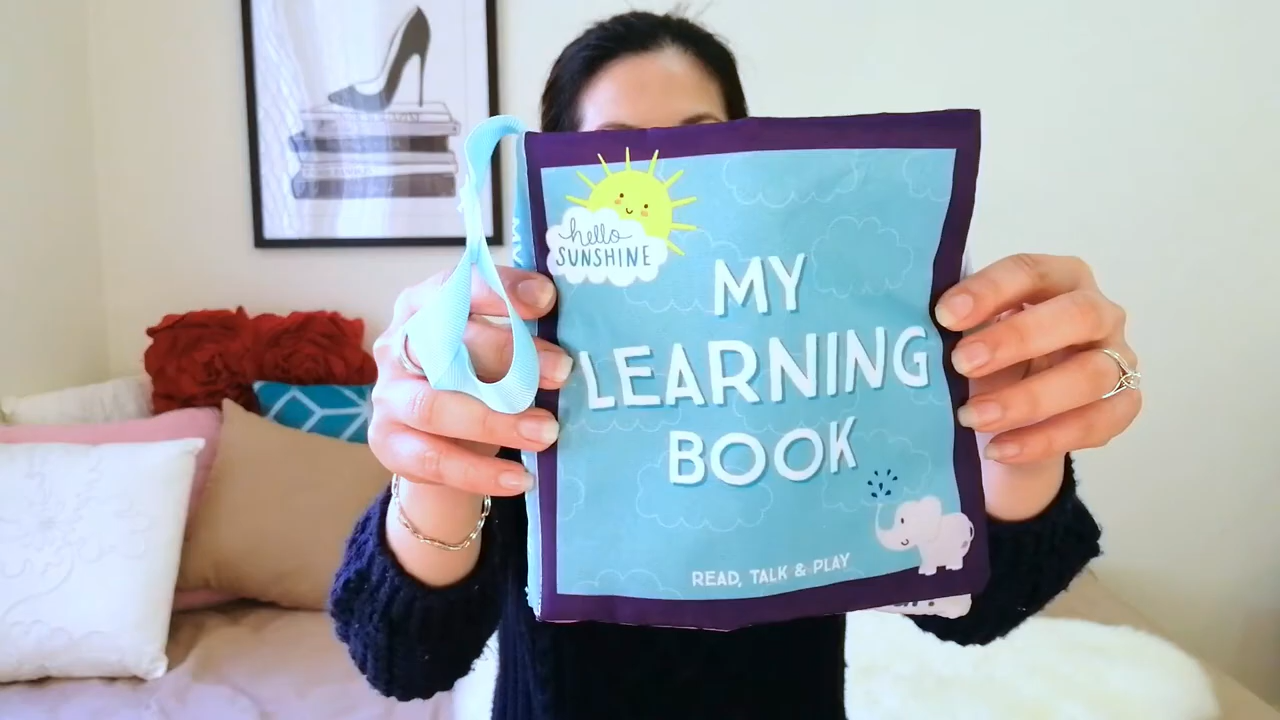 hello
SUNSHINE
MY
LEARNING
BOOK
READ, TALK & PLAY